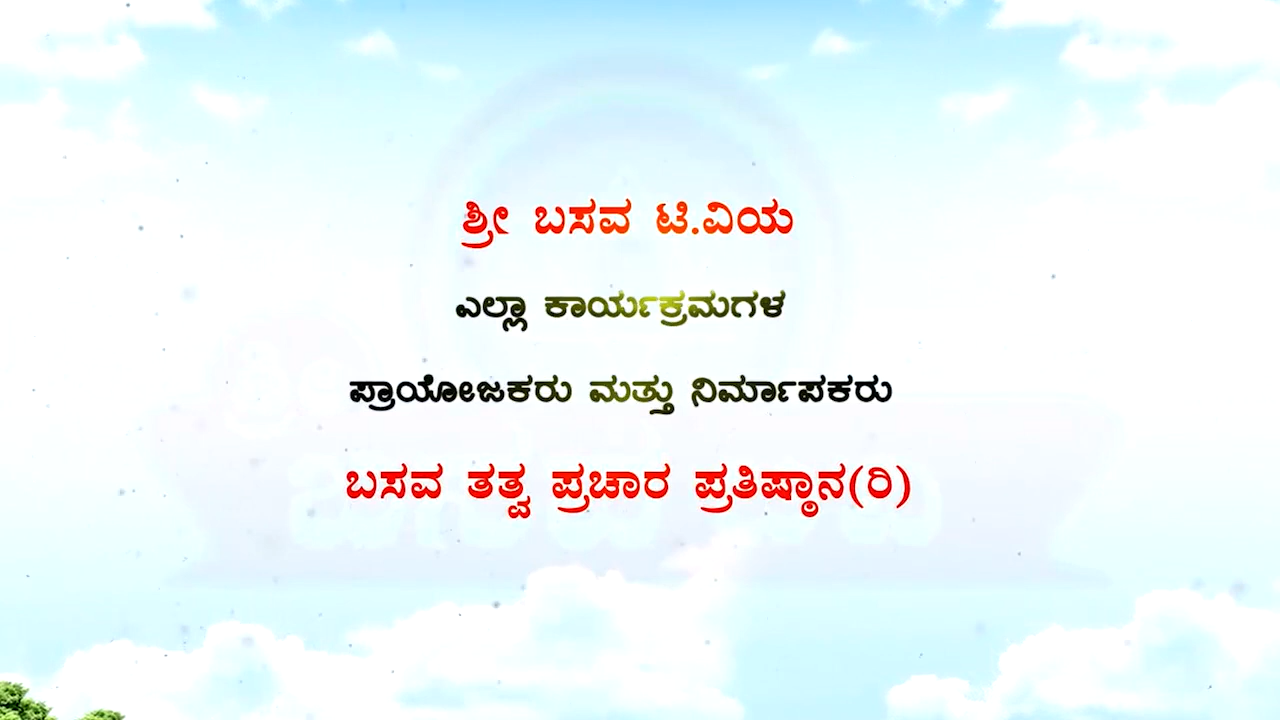 ಶ್ರೀ ಬಸವ ಟಿ.ವಿಯ
ಎಲ್ಲಾ ಕಾರ್ಯಕ್ರಮಗಳ
ಪ್ರಾಯೋಜಕರು ಮತ್ತು ನಿರ್ಮಾಪಕರು
ಬಸವ ತತ್ವ ಪ್ರಚಾರ ಪ್ರತಿಷ್ಠಾನ(ರಿ)